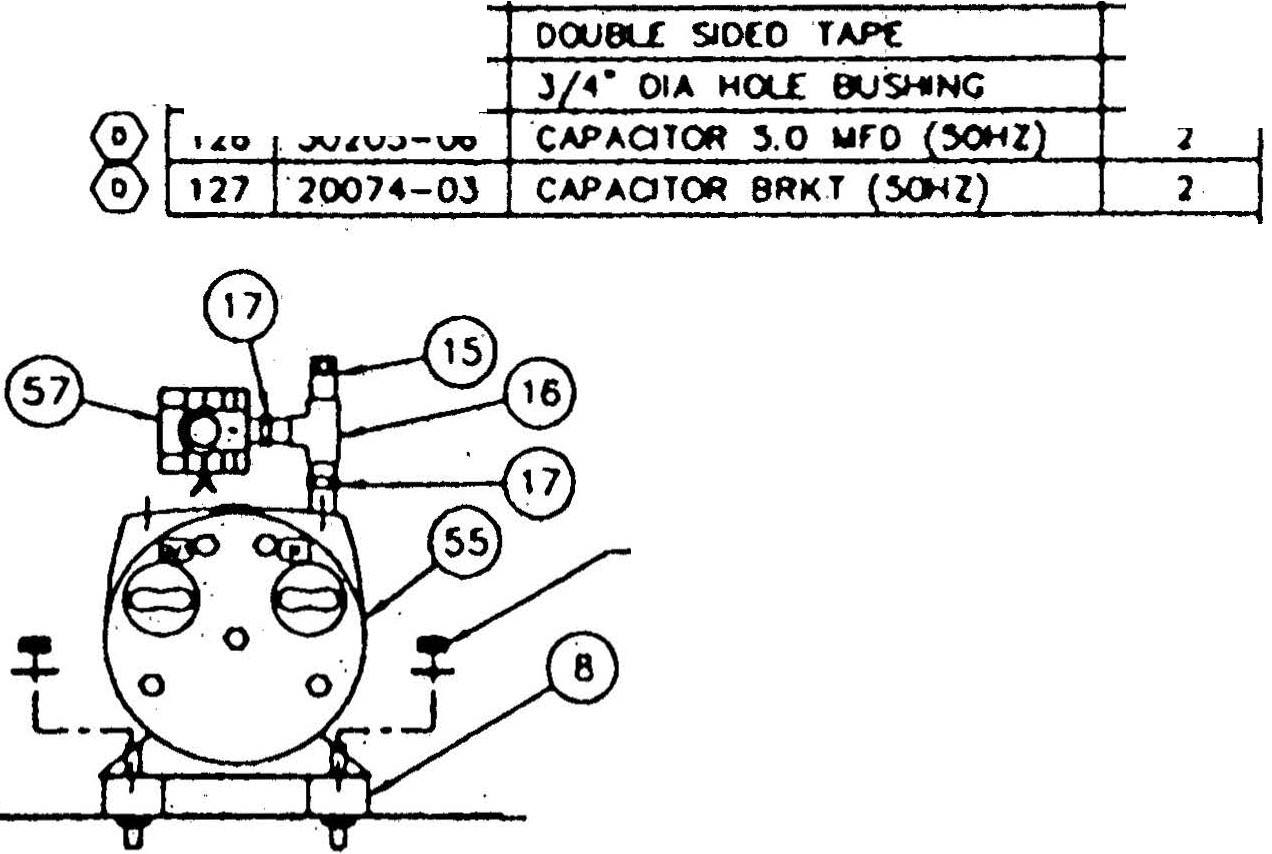 DOUBLE SIDED TAPE
3/4" DIA HOLE BUSHING
D CAPACITOR 5.0 MFD (50HZ) 2
D 127 20074-03 CAPACITOR BRKT (50HZ) 2
17
15
57
16
17
55
8